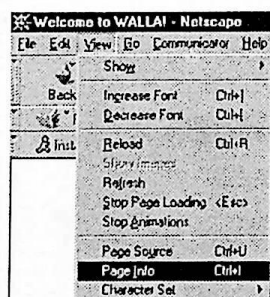 Welcome to WALLA! - Netscape
File Edit View Go Communicator Help
Back
Inst
Show
Increase Font Ctrl+]
Decrease Font Ctrl+[
Reload Ctrl+R
Show Images
Refresh
Stop Page Loading <Esc>
Stop Animations
Page Source Ctrl+U
Page Info Ctrl+I
Character Set